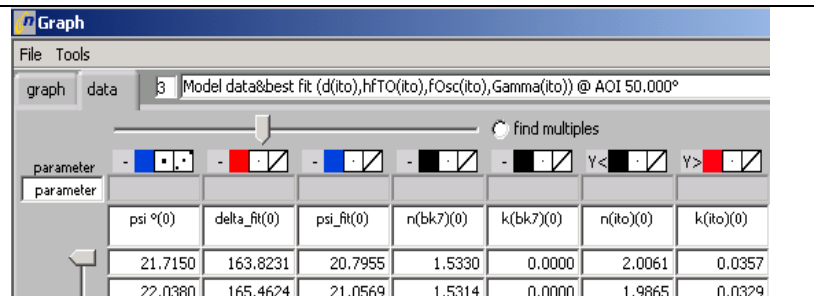 Graph
File Tools
graph data 3 Model data&best fit (d(ito),hfTO(ito),fOsc(ito),Gamma(ito)) @ AOI 50.000°
find multiples
parameter - - - - - Y< Y>
parameter
psi °(0) delta_fit(0) psi_fit(0) n(bk7)(0) k(bk7)(0) n(ito)(0) k(ito)(0)
21.7150 163.8231 20.7955 1.5330 0.0000 2.0061 0.0357
22.0380 165.4624 21.0569 1.5314 0.0000 1.9865 0.0329